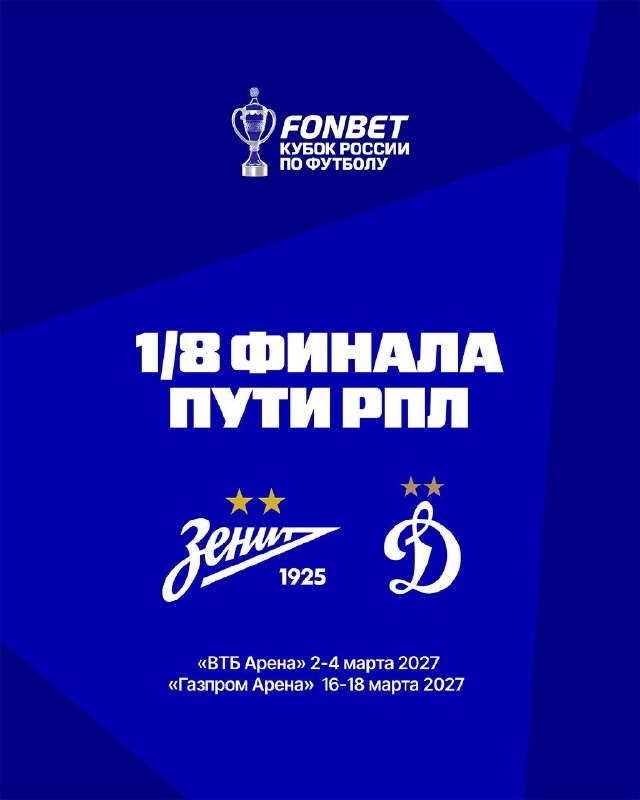 FONBET
КУБОК РОССИИ
ПО ФУТБОЛУ
1/8 ФИНАЛА
ПУТИ РПЛ
Зенит
1925
Д
«ВТБ Арена» 2-4 марта 2027
«Газпром Арена» 16-18 марта 2027